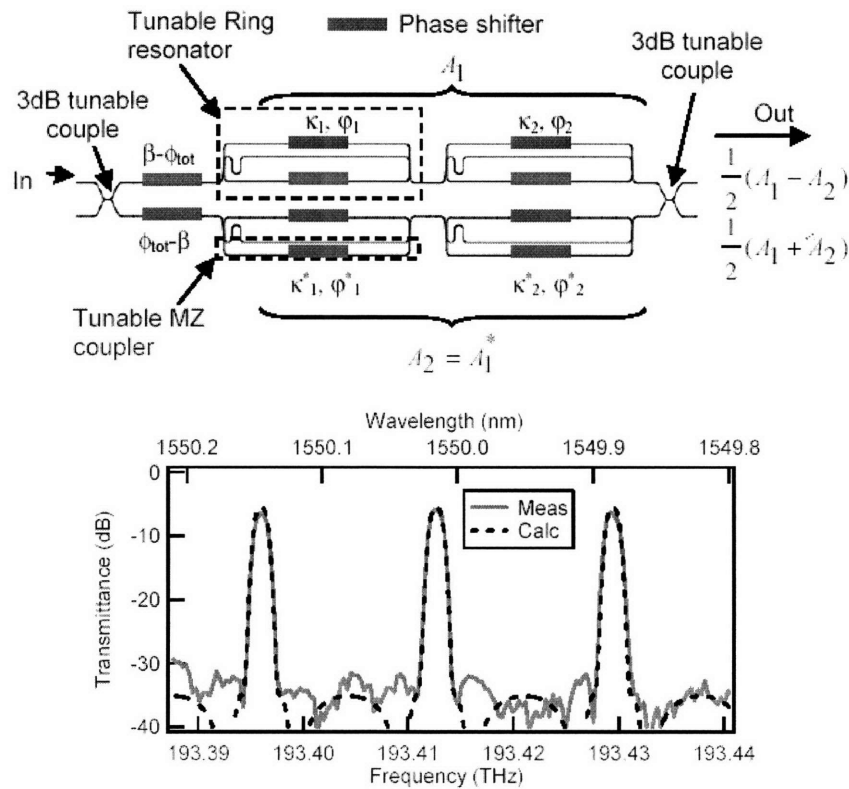 Tunable Ring
resonator
Phase shifter
3dB tunable
couple
3dB tunable
couple
A1
κ1, φ1
κ2, φ2
Out
In
β-ϕtot
ϕtot-β
1/2 (A1 − A2)
1/2 (A1 + A2)
κ*1, φ*1
κ*2, φ*2
Tunable MZ
coupler
A2 = A1*
Wavelength (nm)
1550.2 1550.1 1550.0 1549.9 1549.8
Transmittance (dB)
0
-10
-20
-30
-40
Meas
Calc
193.39 193.40 193.41 193.42 193.43 193.44
Frequency (THz)